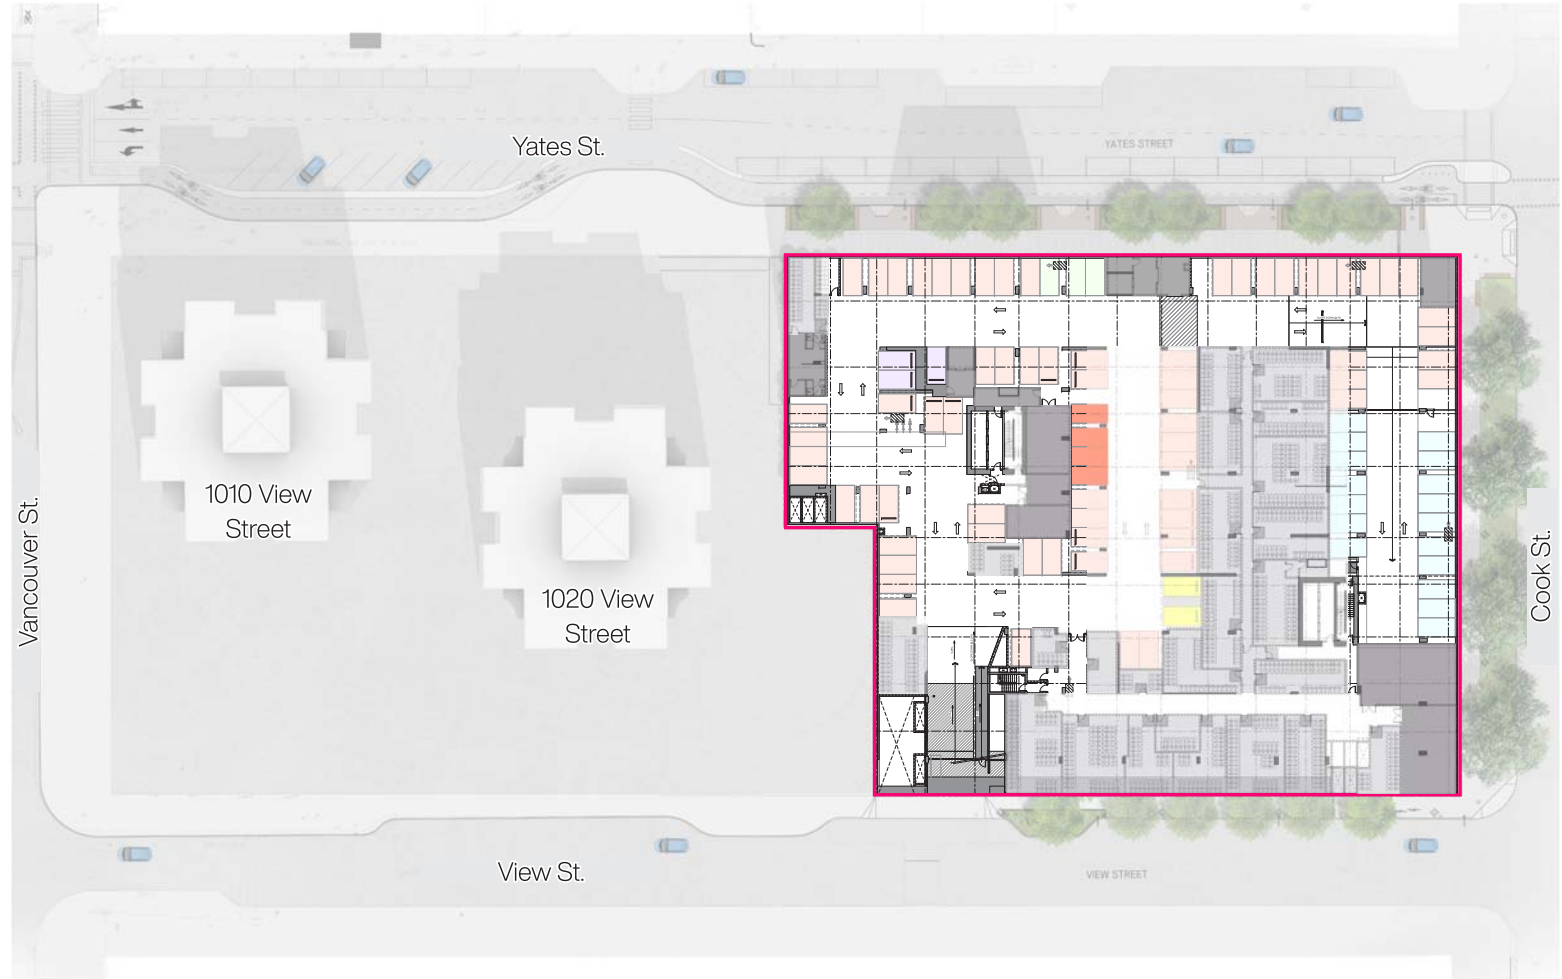 Yates St.
YATES STREET
1010 View
Street
1020 View
Street
Vancouver St.
Cook St.
View St.
VIEW STREET